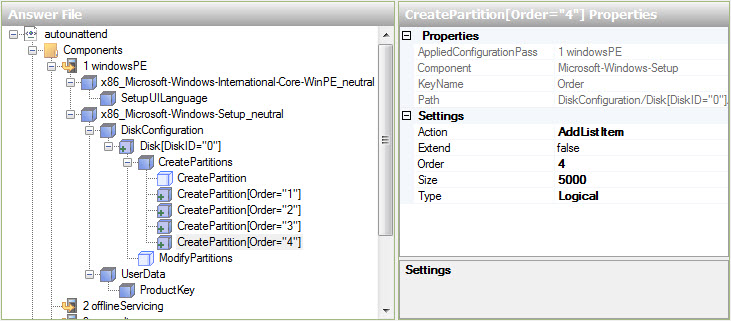 Answer File
autounattend
Components
1 windowsPE
x86_Microsoft-Windows-International-Core-WinPE_neutral
SetupUILanguage
x86_Microsoft-Windows-Setup_neutral
DiskConfiguration
Disk[DiskID="0"]
CreatePartitions
CreatePartition
CreatePartition[Order="1"]
CreatePartition[Order="2"]
CreatePartition[Order="3"]
CreatePartition[Order="4"]
ModifyPartitions
UserData
ProductKey
2 offlineServicing
CreatePartition[Order="4"] Properties
Properties
AppliedConfigurationPass 1 windowsPE
Component Microsoft-Windows-Setup
KeyName Order
Path DiskConfiguration/Disk[DiskID="0"].
Settings
Action AddListItem
Extend false
Order 4
Size 5000
Type Logical
Settings